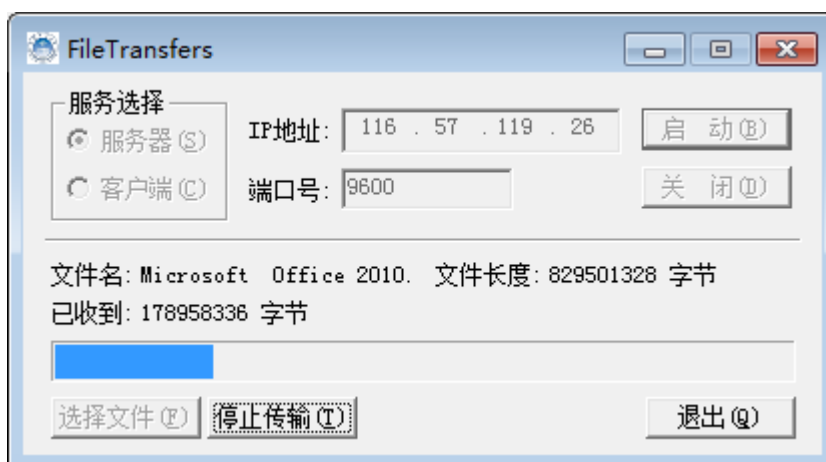 FileTransfers
服务选择
服务器(S)
客户端(C)
IP地址: 116 . 57 . 119 . 26
端口号: 9600
启 动(B)
关 闭(D)
文件名: Microsoft Office 2010. 文件长度: 829501328 字节
已收到: 178958336 字节
选择文件(F) 停止传输(T) 退出(Q)